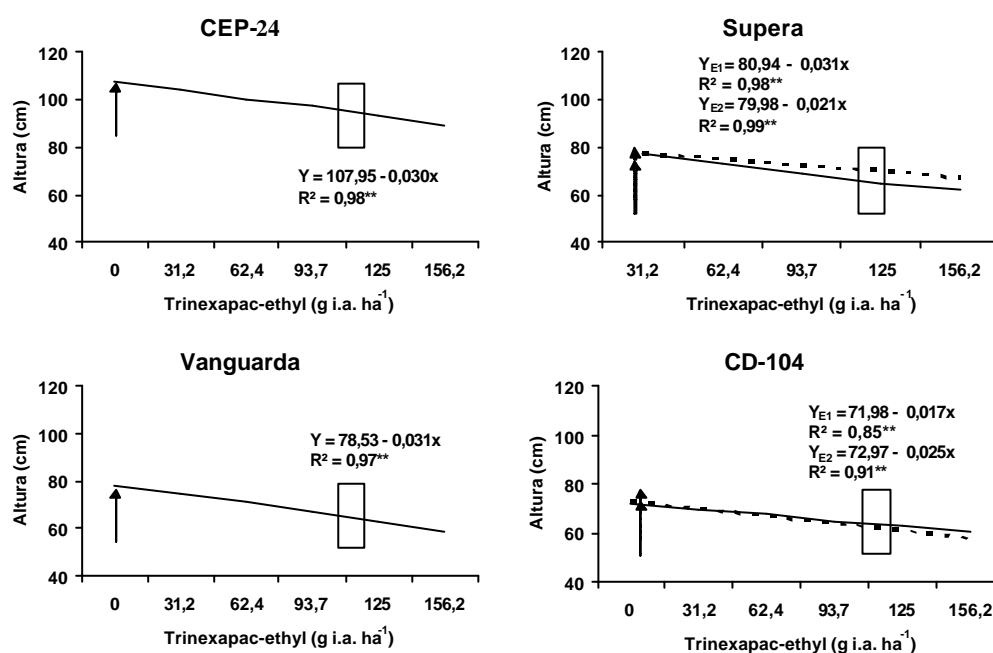 CEP-24
Altura (cm)
120
100
80
60
40
Y = 107,95 - 0,030x
R² = 0,98**
0 31,2 62,4 93,7 125 156,2
Trinexapac-ethyl (g i.a. ha⁻¹)
Supera
Altura (cm)
120
100
80
60
40
Y_E1 = 80,94 - 0,031x
R² = 0,98**
Y_E2 = 79,98 - 0,021x
R² = 0,99**
31,2 62,4 93,7 125 156,2
Trinexapac-ethyl (g i.a. ha⁻¹)
Vanguarda
Altura (cm)
120
100
80
60
40
Y = 78,53 - 0,031x
R² = 0,97**
0 31,2 62,4 93,7 125 156,2
Trinexapac-ethyl (g i.a. ha⁻¹)
CD-104
Altura (cm)
120
100
80
60
40
Y_E1 = 71,98 - 0,017x
R² = 0,85**
Y_E2 = 72,97 - 0,025x
R² = 0,91**
0 31,2 62,4 93,7 125 156,2
Trinexapac-ethyl (g i.a. ha⁻¹)